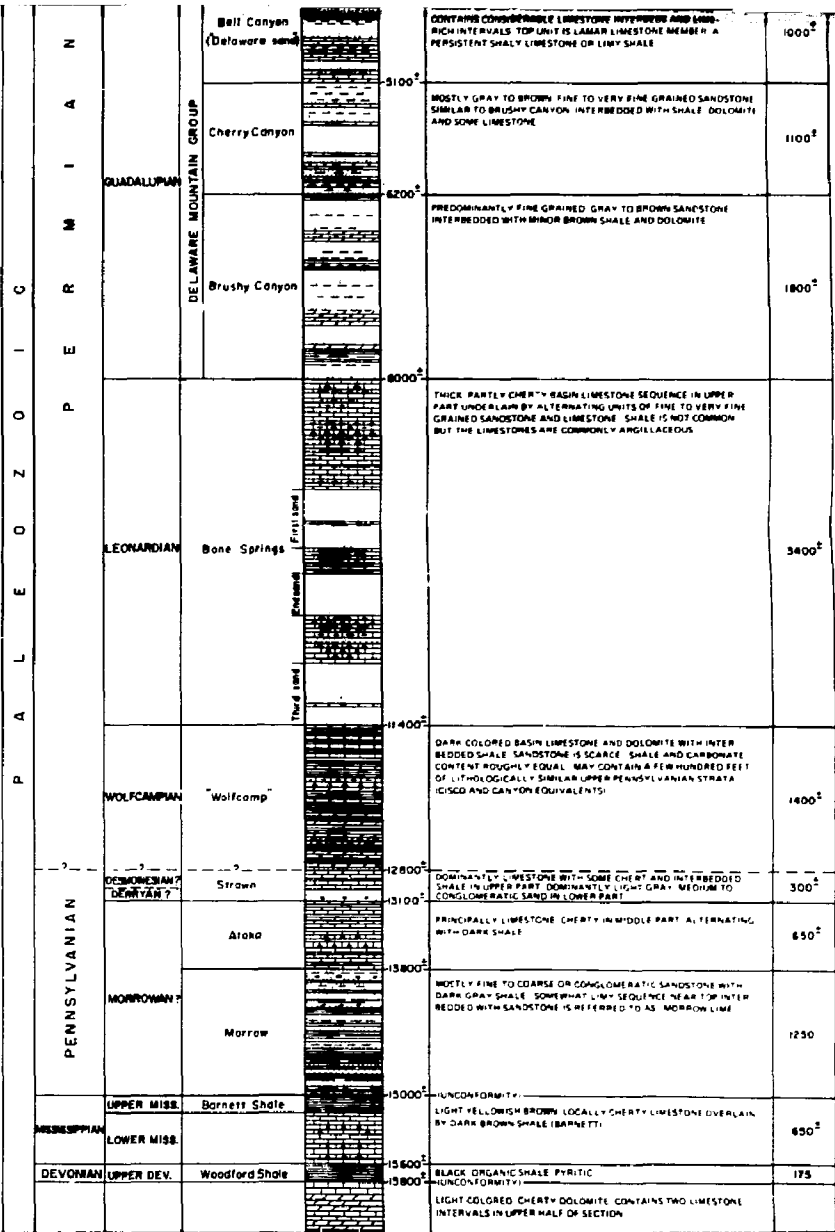 PALEOZOIC
PERMIAN
GUADALUPIAN
DELAWARE MOUNTAIN GROUP
Bell Canyon
(Delaware sand)
CONTAINS CONSIDERABLE LIMESTONE INTERBEDS AND LIME-
RICH INTERVALS TOP UNIT IS LAMAR LIMESTONE MEMBER A
PERSISTENT SHALY LIMESTONE OR LIMY SHALE
1000±
5100±
Cherry Canyon
MOSTLY GRAY TO BROWN FINE TO VERY FINE GRAINED SANDSTONE
SIMILAR TO BRUSHY CANYON INTERBEDDED WITH SHALE DOLOMITE
AND SOME LIMESTONE
1100±
6200±
Brushy Canyon
PREDOMINANTLY FINE GRAINED GRAY TO BROWN SANDSTONE
INTERBEDDED WITH MINOR BROWN SHALE AND DOLOMITE
1800±
8000±
LEONARDIAN
Bone Springs
First sand
Third sand
THICK PARTLY CHERTY BASIN LIMESTONE SEQUENCE IN UPPER
PART UNDERLAIN BY ALTERNATING UNITS OF FINE TO VERY FINE
GRAINED SANDSTONE AND LIMESTONE SHALE IS NOT COMMON
BUT THE LIMESTONES ARE COMMONLY ARGILLACEOUS
3400±
11400±
WOLFCAMPIAN
"Wolfcamp"
DARK COLORED BASIN LIMESTONE AND DOLOMITE WITH INTER
BEDDED SHALE SANDSTONE IS SCARCE SHALE AND CARBONATE
CONTENT ROUGHLY EQUAL MAY CONTAIN A FEW HUNDRED FEET
OF LITHOLOGICALLY SIMILAR UPPER PENNSYLVANIAN STRATA
(CISCO AND CANYON EQUIVALENTS)
1400±
? ? ?
12800±
PENNSYLVANIAN
DESMOINESIAN?
DERRYAN ?
Strawn
DOMINANTLY LIMESTONE WITH SOME CHERT AND INTERBEDDED
SHALE IN UPPER PART DOMINANTLY LIGHT GRAY MEDIUM TO
CONGLOMERATIC SAND IN LOWER PART
300±
13100±
Atoka
PRINCIPALLY LIMESTONE CHERTY IN MIDDLE PART ALTERNATING
WITH DARK SHALE
650±
13800±
MORROWAN ?
Morrow
MOSTLY FINE TO COARSE OR CONGLOMERATIC SANDSTONE WITH
DARK GRAY SHALE SOMEWHAT LIMY SEQUENCE NEAR TOP INTER
BEDDED WITH SANDSTONE IS REFERRED TO AS MORROW LIME
1250
15000±
(UNCONFORMITY)
MISSISSIPPIAN
UPPER MISS.
Barnett Shale
LOWER MISS.
LIGHT YELLOWISH BROWN LOCALLY CHERTY LIMESTONE OVERLAIN
BY DARK BROWN SHALE (BARNETT)
650±
15600±
DEVONIAN
UPPER DEV.
Woodford Shale
BLACK ORGANIC SHALE PYRITIC
175
15800±
(UNCONFORMITY)
LIGHT COLORED CHERTY DOLOMITE CONTAINS TWO LIMESTONE
INTERVALS IN UPPER HALF OF SECTION